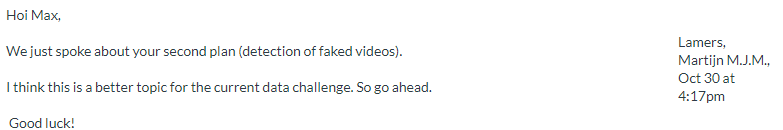 Hoi Max,
We just spoke about your second plan (detection of faked videos).
I think this is a better topic for the current data challenge. So go ahead.
Good luck!
Lamers,
Martijn M.J.M.,
Oct 30 at
4:17pm